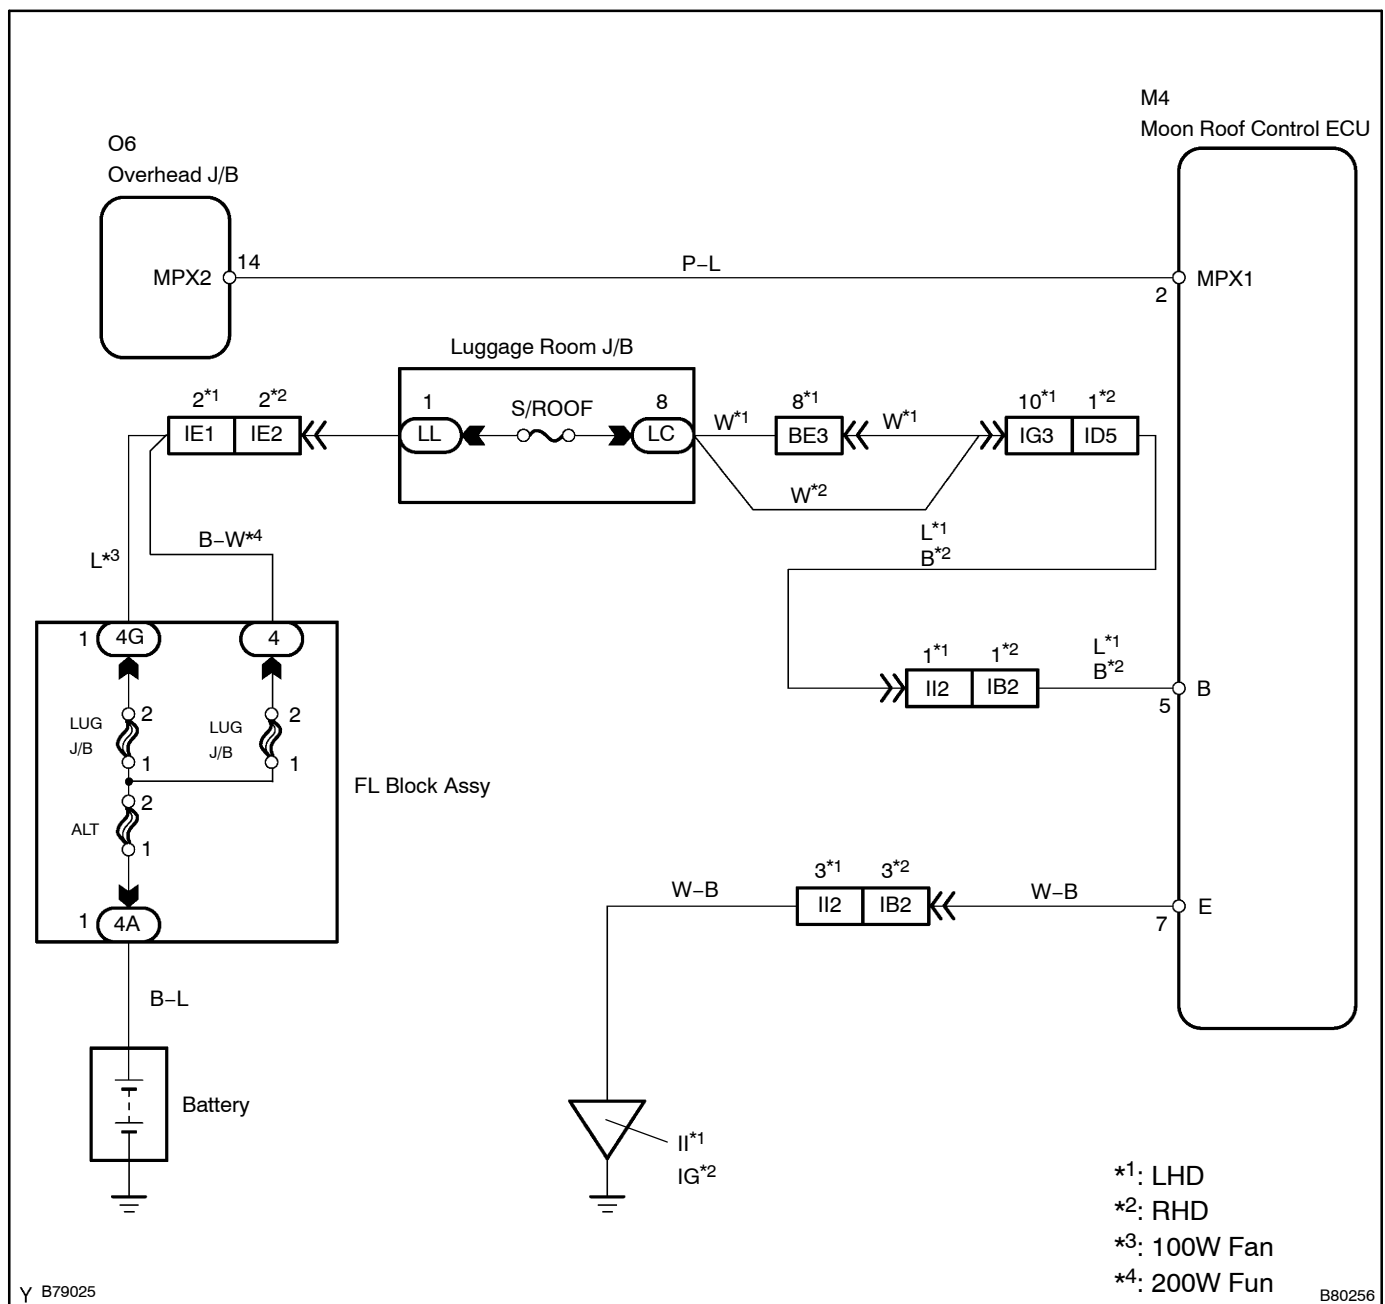 M4
Moon Roof Control ECU
O6
Overhead J/B
MPX2
14
P−L
2
MPX1
Luggage Room J/B
2*1
2*2
IE1
IE2
1
LL
S/ROOF
8
LC
W*1
8*1
BE3
W*1
10*1
1*2
IG3
ID5
W*2
L*1
B*2
B−W*4
L*3
1
4G
4
2
LUG
J/B
1
2
LUG
J/B
1
FL Block Assy
2
ALT
1
1
4A
1*1
1*2
II2
IB2
L*1
B*2
5
B
3*1
3*2
W−B
II2
IB2
W−B
7
E
B−L
Battery
II*1
IG*2
*1: LHD
*2: RHD
*3: 100W Fan
*4: 200W Fun
Y B79025
B80256